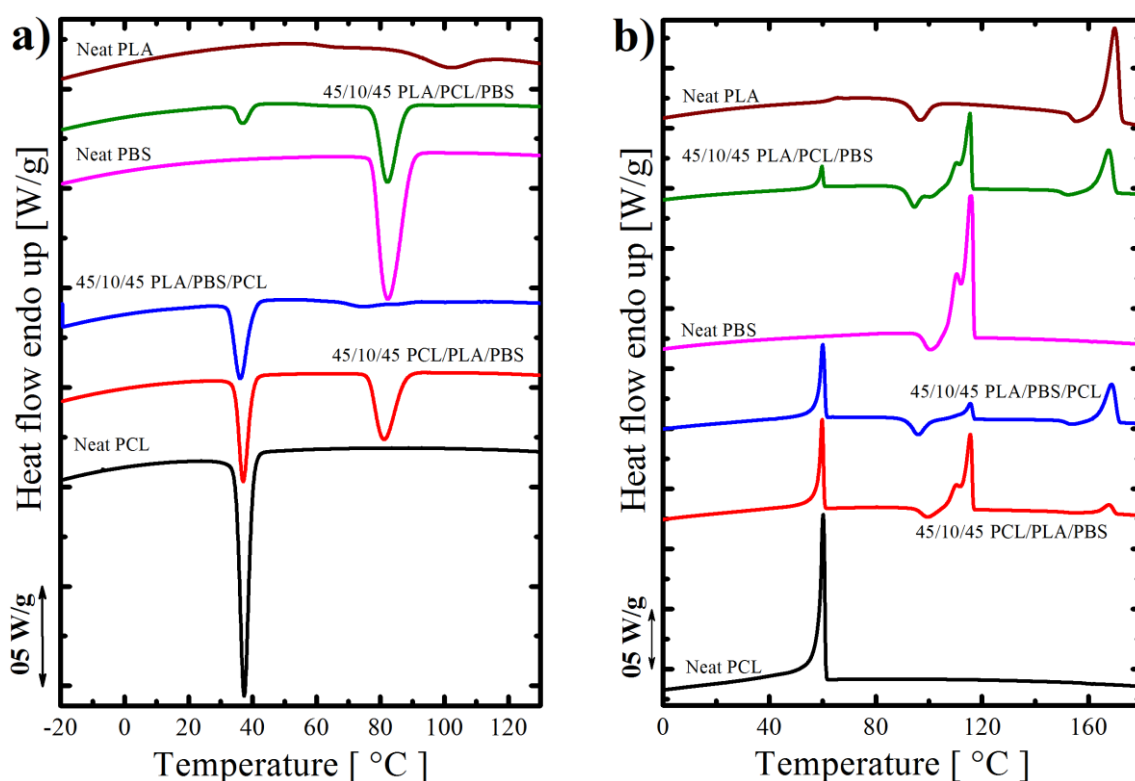 a)
Neat PLA
45/10/45 PLA/PCL/PBS
Neat PBS
45/10/45 PLA/PBS/PCL
45/10/45 PCL/PLA/PBS
Neat PCL
Heat flow endo up [W/g]
05 W/g
-20 0 20 40 60 80 100 120
Temperature [ °C]
b)
Neat PLA
45/10/45 PLA/PCL/PBS
Neat PBS
45/10/45 PLA/PBS/PCL
45/10/45 PCL/PLA/PBS
Neat PCL
Heat flow endo up [W/g]
05 W/g
0 40 80 120 160
Temperature [ °C]